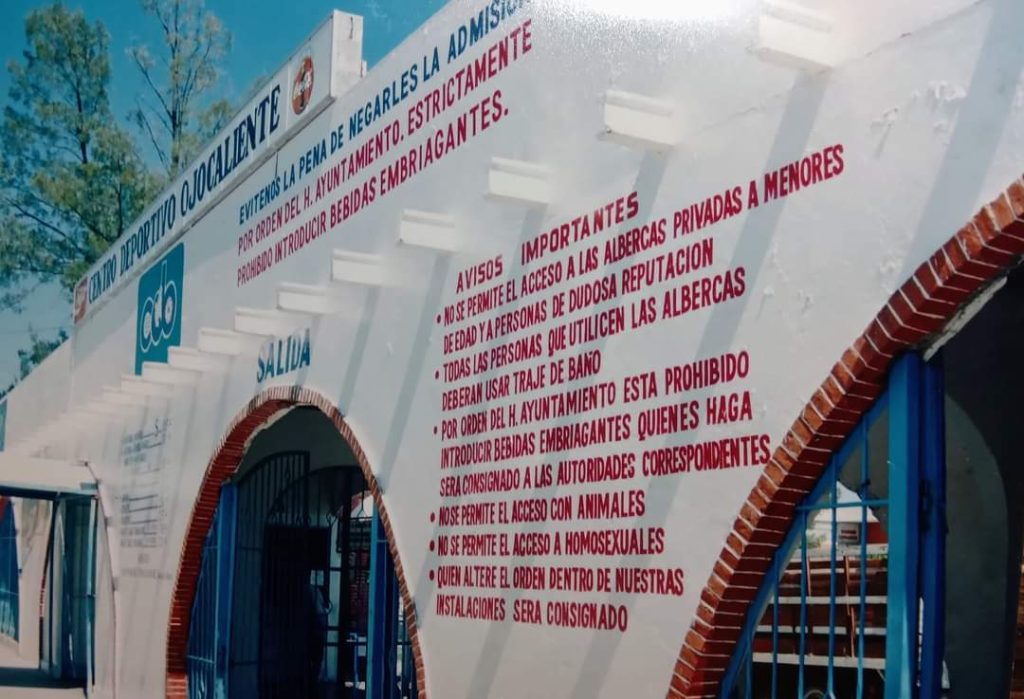 CENTRO DEPORTIVO OJOCALIENTE
EVITENOS LA PENA DE NEGARLES LA ADMISION
POR ORDEN DEL H. AYUNTAMIENTO. ESTRICTAMENTE
PROHIBIDO INTRODUCIR BEBIDAS EMBRIAGANTES.
SALIDA
AVISOS IMPORTANTES
• NO SE PERMITE EL ACCESO A LAS ALBERCAS PRIVADAS A MENORES
DE EDAD Y A PERSONAS DE DUDOSA REPUTACION
• TODAS LAS PERSONAS QUE UTILICEN LAS ALBERCAS
DEBERAN USAR TRAJE DE BAÑO
• POR ORDEN DEL H. AYUNTAMIENTO ESTA PROHIBIDO
INTRODUCIR BEBIDAS EMBRIAGANTES QUIENES HAGA
SERA CONSIGNADO A LAS AUTORIDADES CORRESPONDIENTES
• NO SE PERMITE EL ACCESO CON ANIMALES
• NO SE PERMITE EL ACCESO A HOMOSEXUALES
• QUIEN ALTERE EL ORDEN DENTRO DE NUESTRAS
INSTALACIONES SERA CONSIGNADO